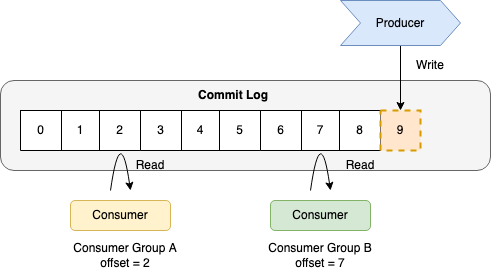 Producer
Write
Commit Log
0 1 2 3 4 5 6 7 8 9
Read Read
Consumer Consumer
Consumer Group A Consumer Group B
offset = 2 offset = 7